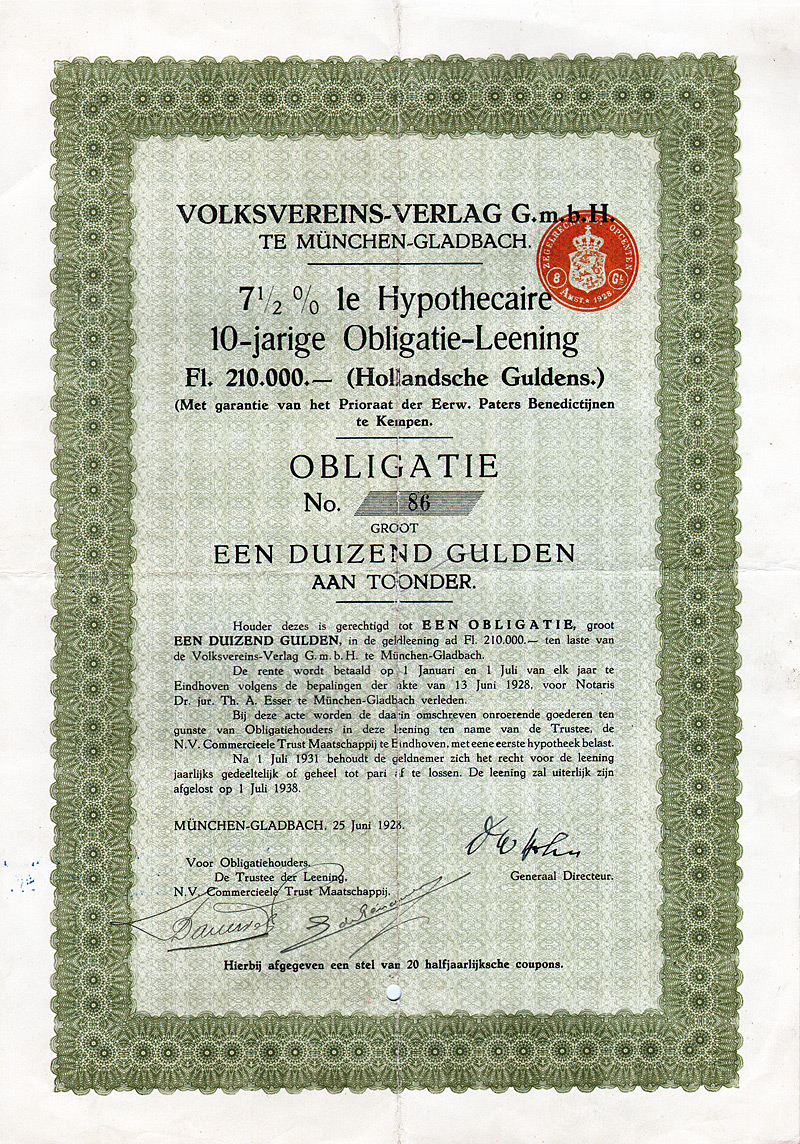 VOLKSVEREINS-VERLAG G.m.b.H.
TE MÜNCHEN-GLADBACH.
ZEGELRECHT OPCENTEN
8 Gl.
AMST. * 1928.
7 1/2 % 1e Hypothecaire
10-jarige Obligatie-Leening
Fl. 210.000.— (Hollandsche Guldens.)
(Met garantie van het Prioraat der Eerw. Paters Benedictijnen
te Kempen.
OBLIGATIE
No. 86
GROOT
EEN DUIZEND GULDEN
AAN TOONDER.
Houder dezes is gerechtigd tot EEN OBLIGATIE, groot
EEN DUIZEND GULDEN, in de geldleening ad Fl. 210.000.— ten laste van
de Volksvereins-Verlag G.m.b.H. te München-Gladbach.
De rente wordt betaald op 1 Januari en 1 Juli van elk jaar te
Eindhoven volgens de bepalingen der akte van 13 Juni 1928. voor Notaris
Dr. jur. Th. A. Esser te München-Gladbach verleden.
Bij deze acte worden de daarin omschreven onroerende goederen ten
gunste van Obligatiehouders in deze leening ten name van de Trustee, de
N.V. Commercieele Trust Maatschappij te Eindhoven, met eene eerste hypotheek belast.
Na 1 Juli 1931 behoudt de geldnemer zich het recht voor de leening
jaarlijks gedeeltelijk of geheel tot pari af te lossen. De leening zal uiterlijk zijn
afgelost op 1 Juli 1938.
MÜNCHEN-GLADBACH, 25 Juni 1928.
Voor Obligatiehouders.
De Trustee der Leening.
Generaal Directeur.
N.V. Commercieele Trust Maatschappij.
Hierbij afgegeven een stel van 20 halfjaarlijksche coupons.